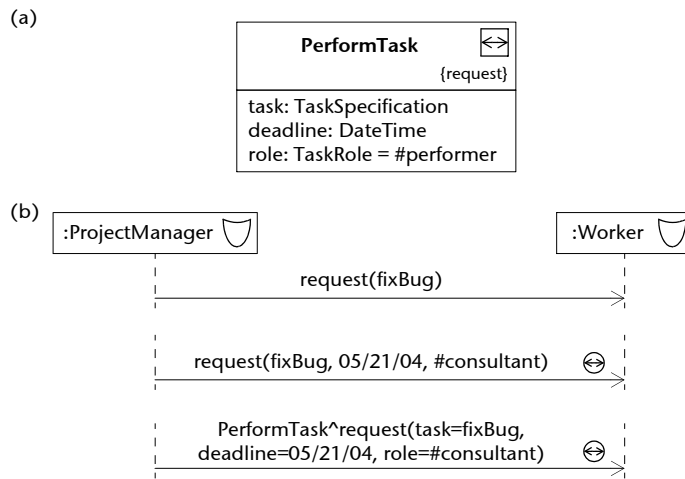 (a)
PerformTask
{request}
task: TaskSpecification
deadline: DateTime
role: TaskRole = #performer
(b)
:ProjectManager
:Worker
request(fixBug)
request(fixBug, 05/21/04, #consultant)
PerformTask^request(task=fixBug,
deadline=05/21/04, role=#consultant)